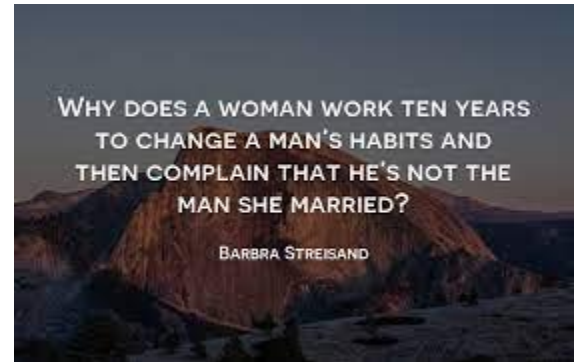 WHY DOES A WOMAN WORK TEN YEARS
TO CHANGE A MAN'S HABITS AND
THEN COMPLAIN THAT HE'S NOT THE
MAN SHE MARRIED?
BARBRA STREISAND